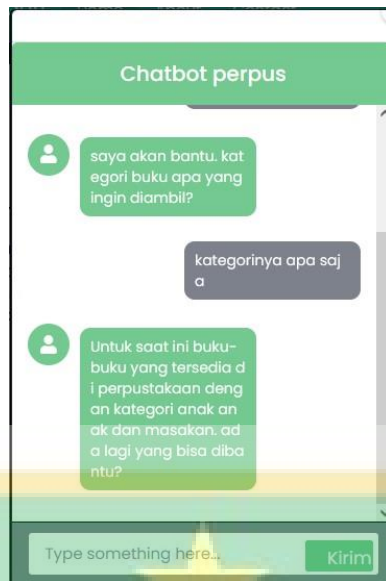 Chatbot perpus
saya akan bantu. kat
egori buku apa yang
ingin diambil?
kategorinya apa saj
a
Untuk saat ini buku-
buku yang tersedia d
i perpustakaan deng
an kategori anak an
ak dan masakan. ad
a lagi yang bisa diba
ntu?
Type something here...
Kirim